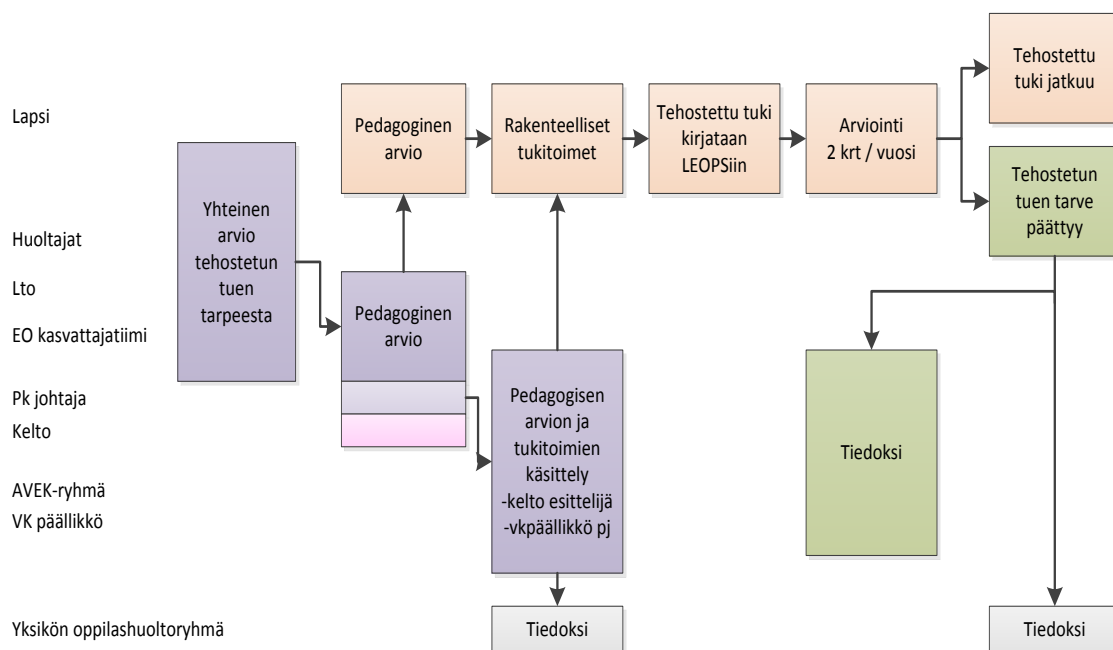 Lapsi
Huoltajat
Lto
EO kasvattajatiimi
Pk johtaja
Kelto
AVEK-ryhmä
VK päällikkö
Yksikön oppilashuoltoryhmä
Yhteinen
arvio
tehostetun
tuen
tarpeesta
Pedagoginen
arvio
Pedagoginen
arvio
Rakenteelliset
tukitoimet
Pedagogisen
arvion ja
tukitoimien
käsittely
-kelto esittelijä
-vkpäällikkö pj
Tiedoksi
Tehostettu tuki
kirjataan
LEOPSiin
Arviointi
2 krt / vuosi
Tehostettu
tuki jatkuu
Tehostetun
tuen tarve
päättyy
Tiedoksi
Tiedoksi